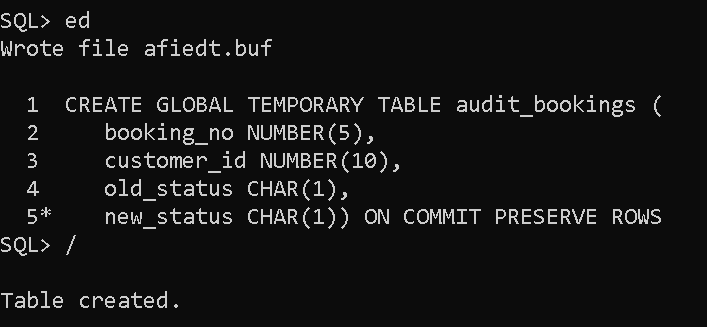 SQL> ed
Wrote file afiedt.buf
  1  CREATE GLOBAL TEMPORARY TABLE audit_bookings (
  2     booking_no NUMBER(5),
  3     customer_id NUMBER(10),
  4     old_status CHAR(1),
  5*    new_status CHAR(1)) ON COMMIT PRESERVE ROWS
SQL> /
Table created.